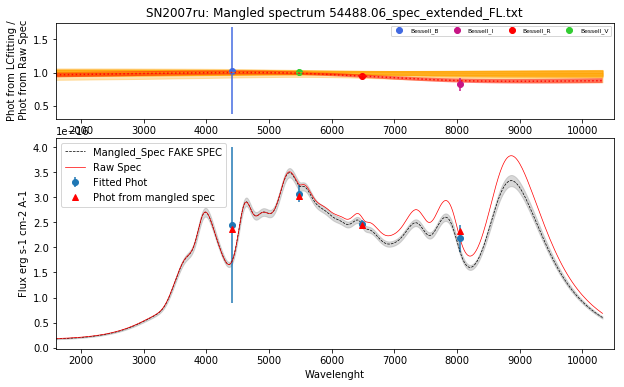 SN2007ru: Mangled spectrum 54488.06_spec_extended_FL.txt
Phot from LCfitting /
Phot from Raw Spec
1.5
1.0
0.5
Bessell_B
Bessell_I
Bessell_R
Bessell_V
2000 3000 4000 5000 6000 7000 8000 9000 10000
1e−16
Flux erg s-1 cm-2 A-1
4.0
3.5
3.0
2.5
2.0
1.5
1.0
0.5
0.0
Mangled_Spec FAKE SPEC
Raw Spec
Fitted Phot
Phot from mangled spec
2000 3000 4000 5000 6000 7000 8000 9000 10000
Wavelenght